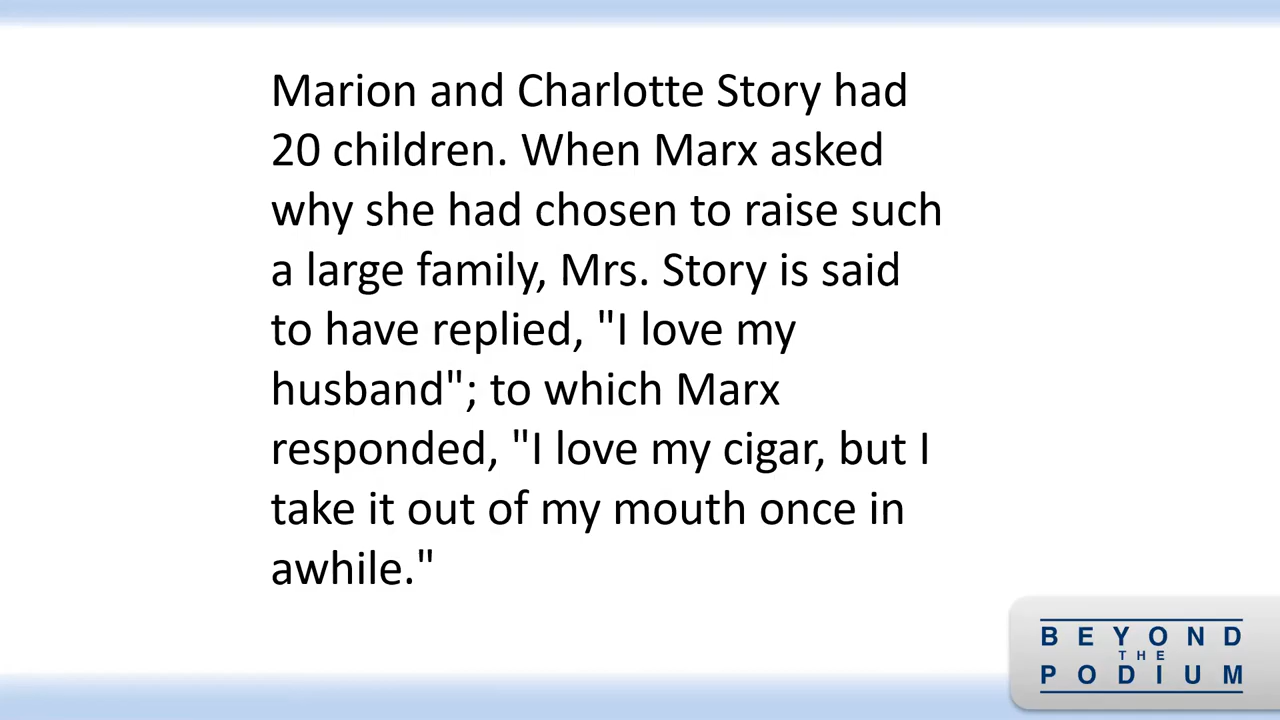 Marion and Charlotte Story had
20 children. When Marx asked
why she had chosen to raise such
a large family, Mrs. Story is said
to have replied, "I love my
husband"; to which Marx
responded, "I love my cigar, but I
take it out of my mouth once in
awhile."
BEYOND
THE
PODIUM